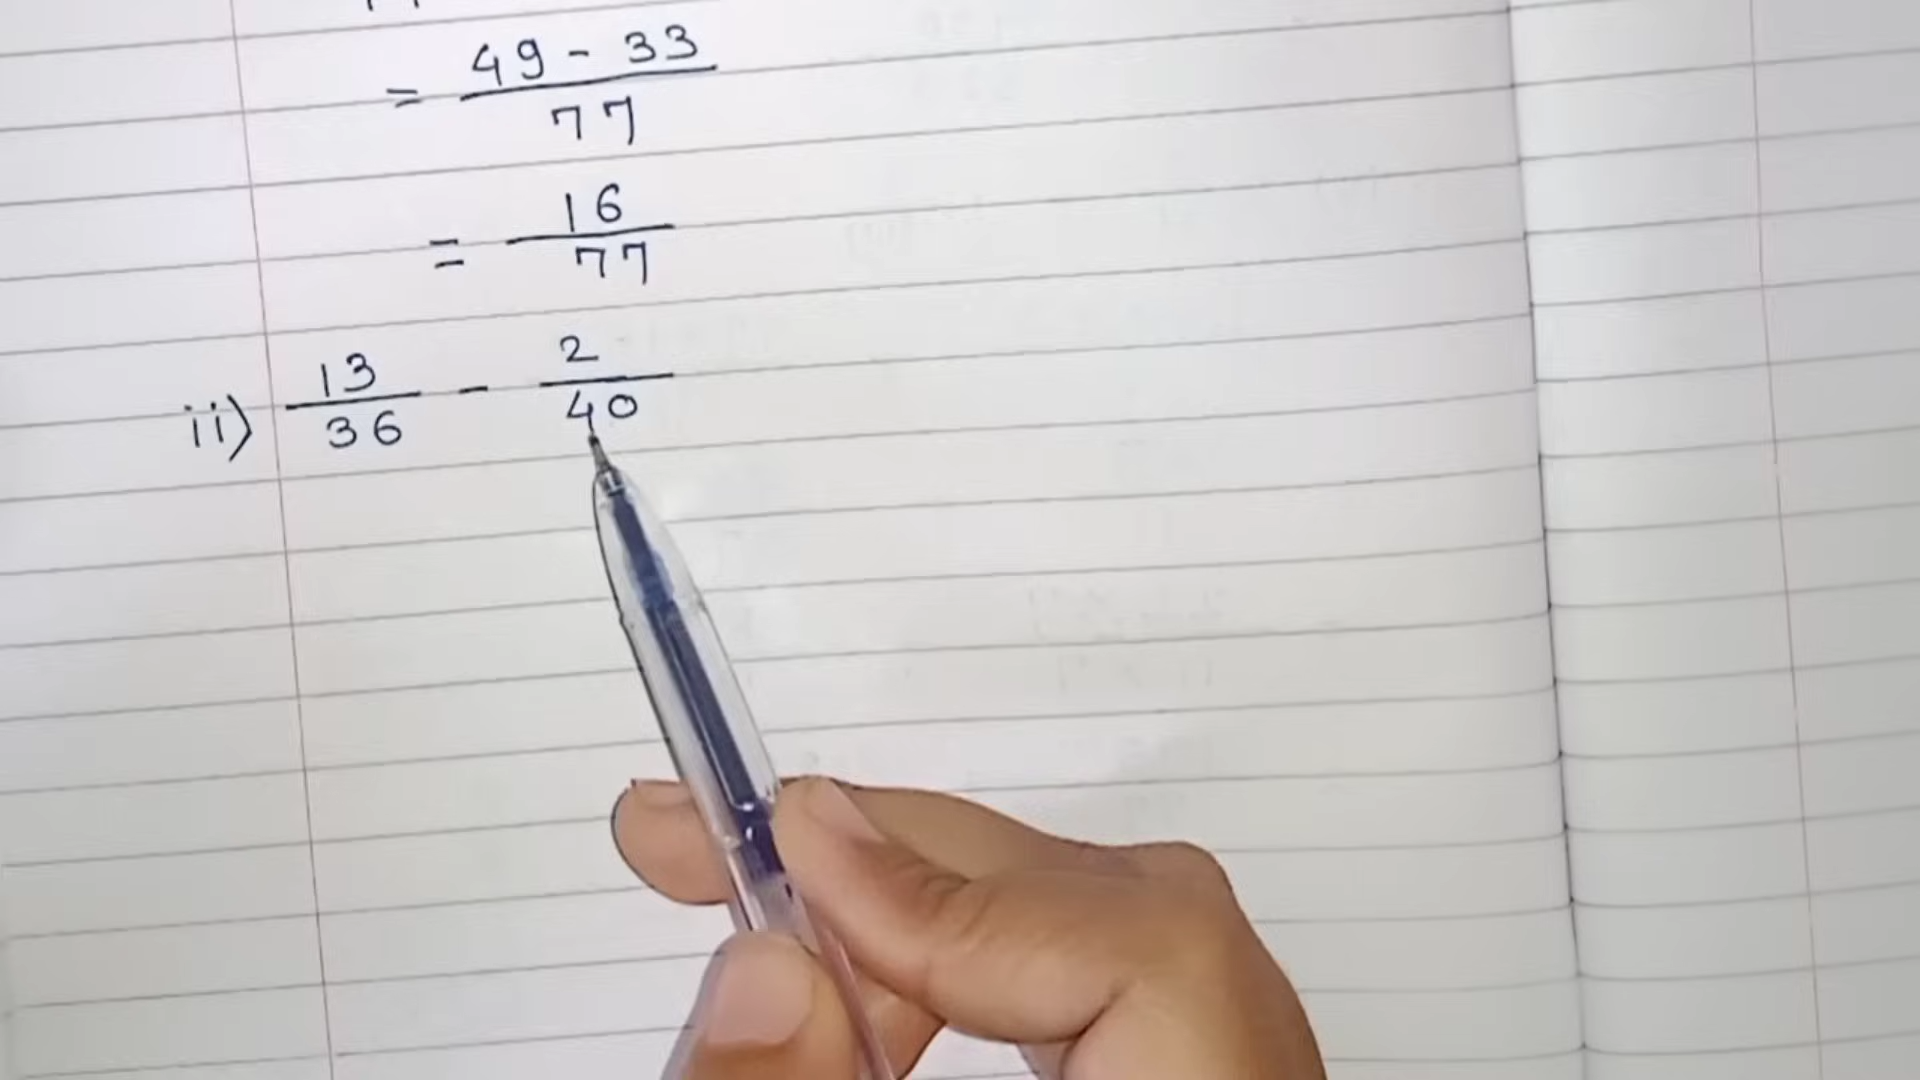 = 49 - 33 / 77
= 16 / 77
ii) 13 / 36 - 2 / 40